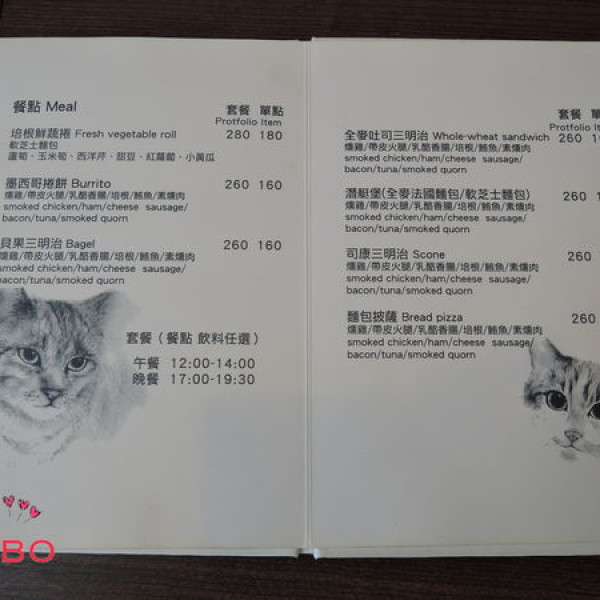 餐點 Meal
套餐 單點
Protfolio Item
培根鮮蔬捲 Fresh vegetable roll 280 180
軟芝士麵包
蘆筍、玉米筍、西洋芹、甜豆、紅蘿蔔、小黃瓜
墨西哥捲餅 Burrito 260 160
燻雞/帶皮火腿/乳酪香腸/培根/鮪魚/素燻肉
smoked chicken/ham/cheese sausage/
bacon/tuna/smoked quorn
貝果三明治 Bagel 260 160
燻雞/帶皮火腿/乳酪香腸/培根/鮪魚/素燻肉
smoked chicken/ham/cheese sausage/
bacon/tuna/smoked quorn
套餐（餐點 飲料任選）
午餐 12:00-14:00
晚餐 17:00-19:30
套餐 單
Protfolio It
全麥吐司三明治 Whole-wheat sandwich 260
燻雞/帶皮火腿/乳酪香腸/培根/鮪魚/素燻肉
smoked chicken/ham/cheese sausage/
bacon/tuna/smoked quorn
潛艇堡(全麥法國麵包/軟芝士麵包) 260
燻雞/帶皮火腿/乳酪香腸/培根/鮪魚/素燻肉
smoked chicken/ham/cheese sausage/
bacon/tuna/smoked quorn
司康三明治 Scone 260
燻雞/帶皮火腿/乳酪香腸/培根/鮪魚/素燻肉
smoked chicken/ham/cheese sausage/
bacon/tuna/smoked quorn
麵包披薩 Bread pizza 260
燻雞/帶皮火腿/乳酪香腸/培根/鮪魚/素燻肉
smoked chicken/ham/cheese sausage/
bacon/tuna/smoked quorn
BO